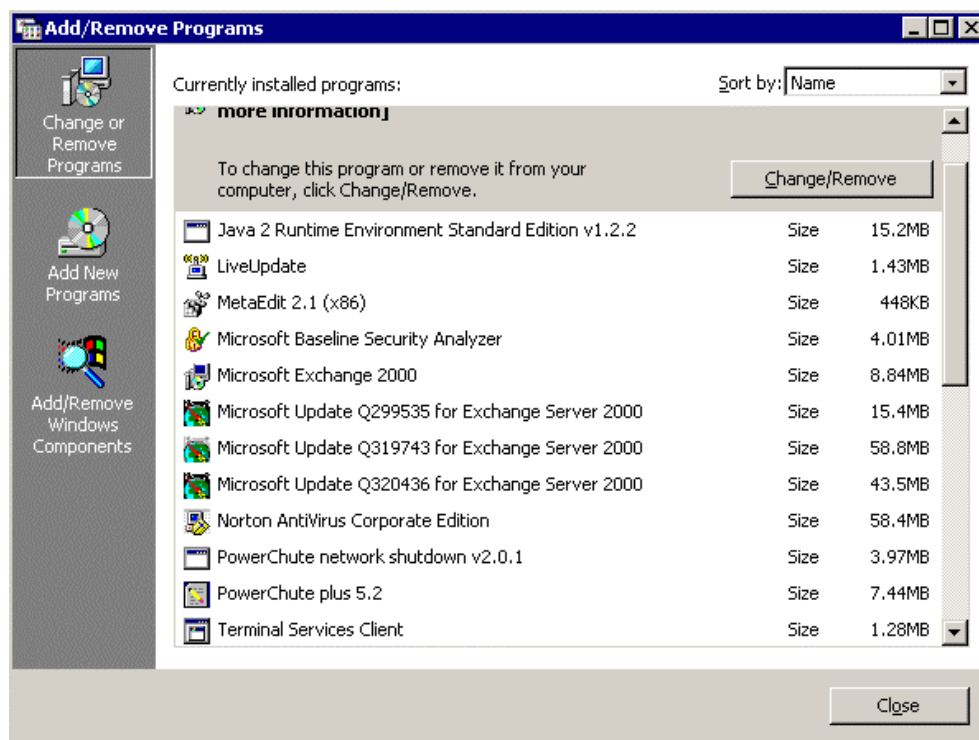 Add/Remove Programs
Change or
Remove
Programs
Add New
Programs
Add/Remove
Windows
Components
Currently installed programs:
Sort by: Name
more information]
To change this program or remove it from your
computer, click Change/Remove.
Change/Remove
Java 2 Runtime Environment Standard Edition v1.2.2 Size 15.2MB
LiveUpdate Size 1.43MB
MetaEdit 2.1 (x86) Size 448KB
Microsoft Baseline Security Analyzer Size 4.01MB
Microsoft Exchange 2000 Size 8.84MB
Microsoft Update Q299535 for Exchange Server 2000 Size 15.4MB
Microsoft Update Q319743 for Exchange Server 2000 Size 58.8MB
Microsoft Update Q320436 for Exchange Server 2000 Size 43.5MB
Norton AntiVirus Corporate Edition Size 58.4MB
PowerChute network shutdown v2.0.1 Size 3.97MB
PowerChute plus 5.2 Size 7.44MB
Terminal Services Client Size 1.28MB
Close